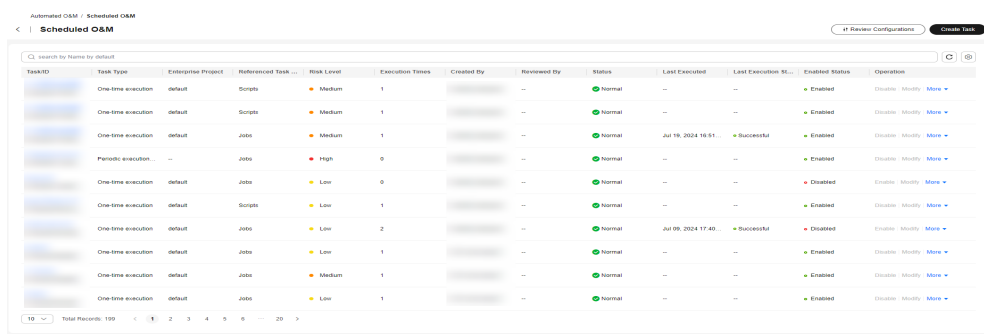 Automated O&M / Scheduled O&M
< | Scheduled O&M
Review Configurations
Create Task
search by Name by default
Task/ID Task Type Enterprise Project Referenced Task ... Risk Level Execution Times Created By Reviewed By Status Last Executed Last Execution St... Enabled Status Operation
One-time execution default Scripts Medium 1 -- Normal -- -- Enabled Disable Modify More
One-time execution default Scripts Medium 1 -- Normal -- -- Enabled Disable Modify More
One-time execution default Jobs Medium 1 -- Normal Jul 19, 2024 16:51... Successful Enabled Disable Modify More
Periodic execution... -- Jobs High 0 -- Normal -- -- Enabled Disable Modify More
One-time execution default Jobs Low 0 -- Normal -- -- Disabled Enable Modify More
One-time execution default Scripts Low 1 -- Normal -- -- Enabled Disable Modify More
One-time execution default Jobs Low 2 -- Normal Jul 09, 2024 17:40... Successful Disabled Enable Modify More
One-time execution default Jobs Low 1 -- Normal -- -- Enabled Disable Modify More
One-time execution default Jobs Medium 1 -- Normal -- -- Enabled Disable Modify More
One-time execution default Jobs Low 1 -- Normal -- -- Enabled Disable Modify More
10 Total Records: 199 < 1 2 3 4 5 6 ... 20 >